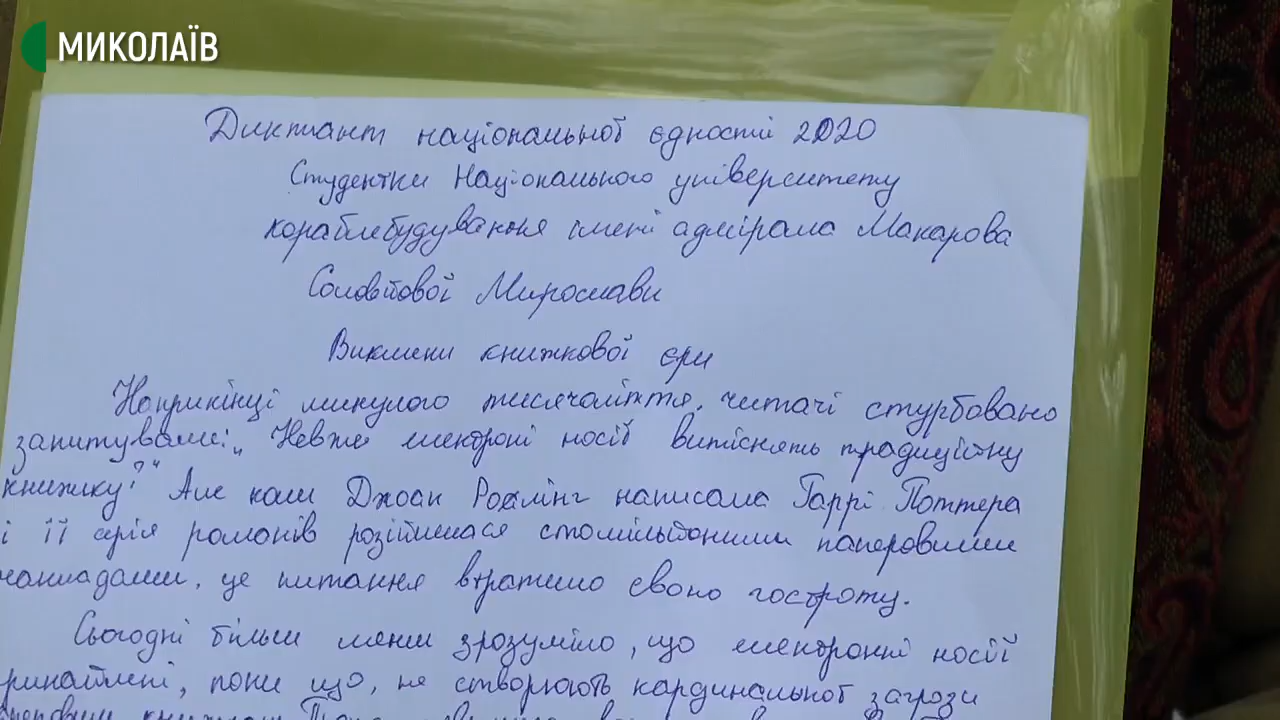 МИКОЛАЇВ
Диктант національної єдності 2020
Студентки Національного університету
кораблебудування імені адмірала Макарова
Соловйової Мирослави
Виклики книжкової ери
Наприкінці минулого тисячоліття, читачі стурбовано
запитували: „Невже електроні носії витіснять традиційну
книжку?" Але коли Джоан Роулінг написала Гаррі Поттера
і її серія романів розійшлася стомільйонними паперовими
накладами, це питання втратило свою гостроту.
Сьогодні більш менш зрозуміло, що електронні носії
принаймні, поки що, не створюють кардинальної загрози